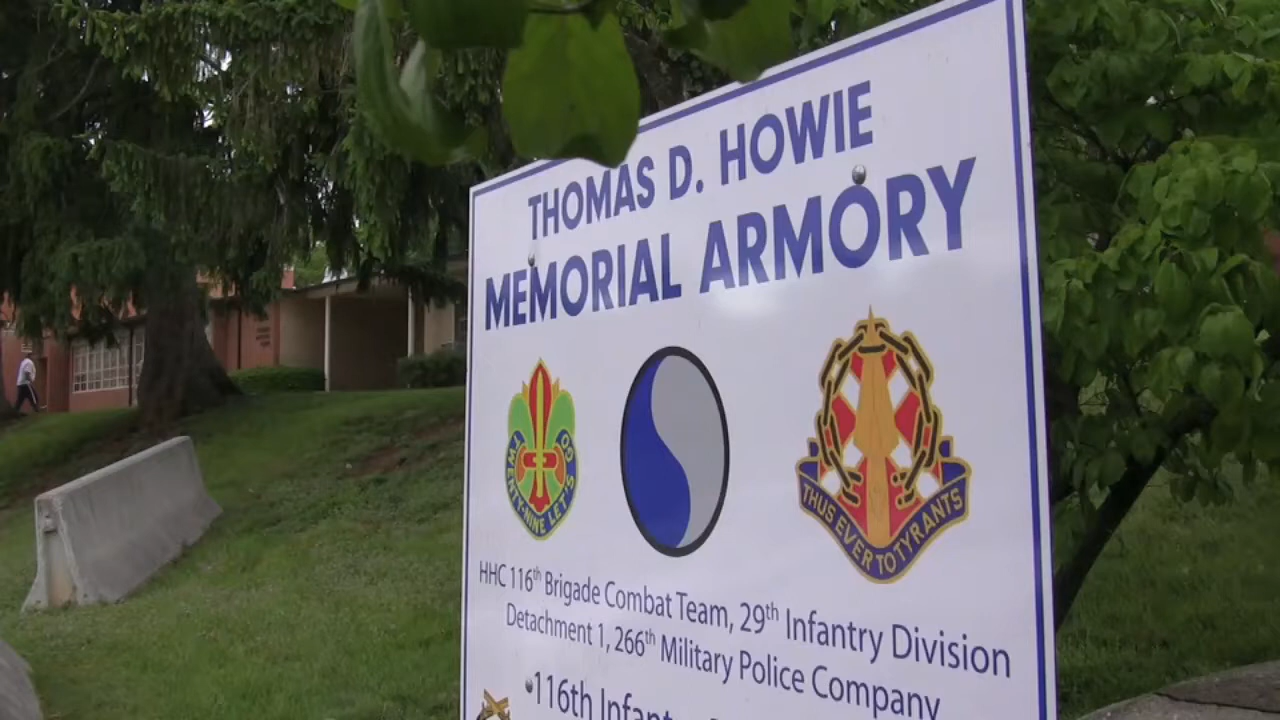 THOMAS D. HOWIE
MEMORIAL ARMORY
TWENTY-NINE LET'S GO
THUS EVER TO TYRANTS
HHC 116th Brigade Combat Team, 29th Infantry Division
Detachment 1, 266th Military Police Company
116th